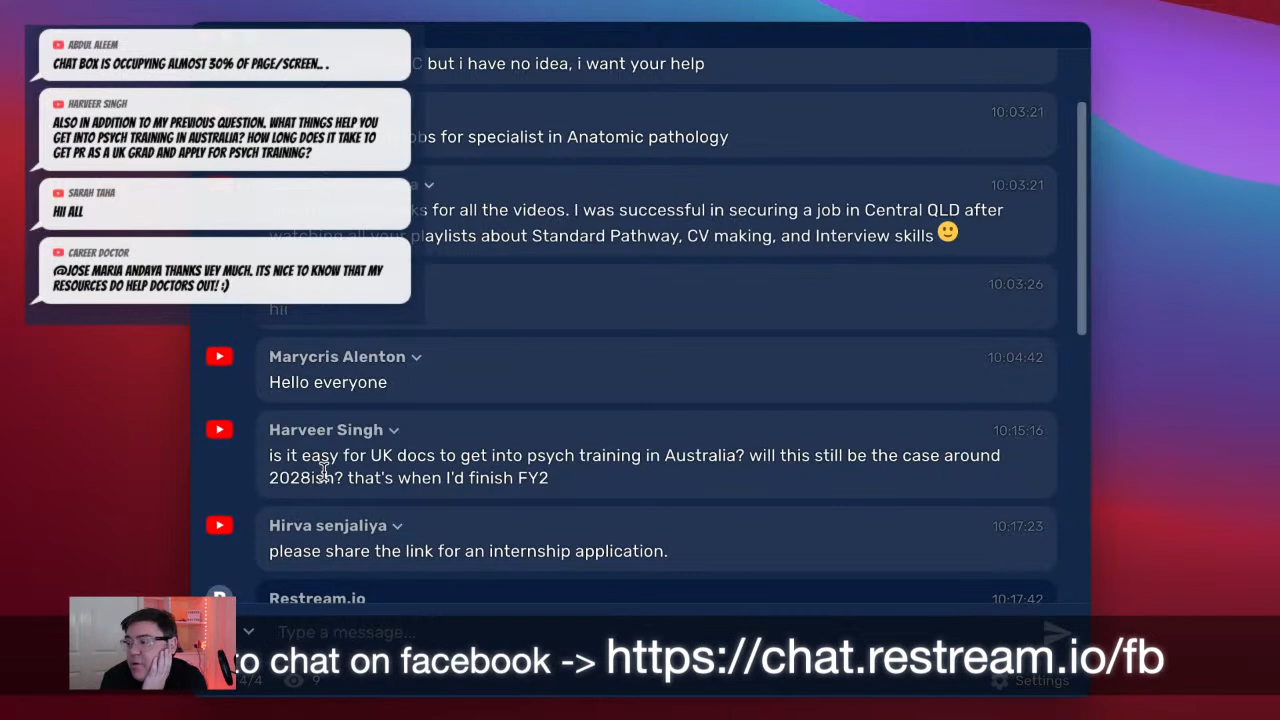 ABDUL ALEEM
CHAT BOX IS OCCUPYING ALMOST 30% OF PAGE/SCREEN.. .
HARVEER SINGH
ALSO IN ADDITION TO MY PREVIOUS QUESTION. WHAT THINGS HELP YOU
GET INTO PSYCH TRAINING IN AUSTRALIA? HOW LONG DOES IT TAKE TO
GET PR AS A UK GRAD AND APPLY FOR PSYCH TRAINING?
SARAH TAHA
HII ALL
CAREER DOCTOR
@JOSE MARIA ANDAYA THANKS VEY MUCH. ITS NICE TO KNOW THAT MY
RESOURCES DO HELP DOCTORS OUT! :)
C but i have no idea, i want your help
10:03:21
obs for specialist in Anatomic pathology
10:03:21
ks for all the videos. I was successful in securing a job in Central QLD after
watching all your playlists about Standard Pathway, CV making, and Interview skills 🙂
10:03:26
hii
Marycris Alenton
10:04:42
Hello everyone
Harveer Singh
10:15:16
is it easy for UK docs to get into psych training in Australia? will this still be the case around
2028ish? that's when I'd finish FY2
Hirva senjaliya
10:17:23
please share the link for an internship application.
Restream.io
10:17:42
Type a message...
to chat on facebook -> https://chat.restream.io/fb
4/4 9
Settings